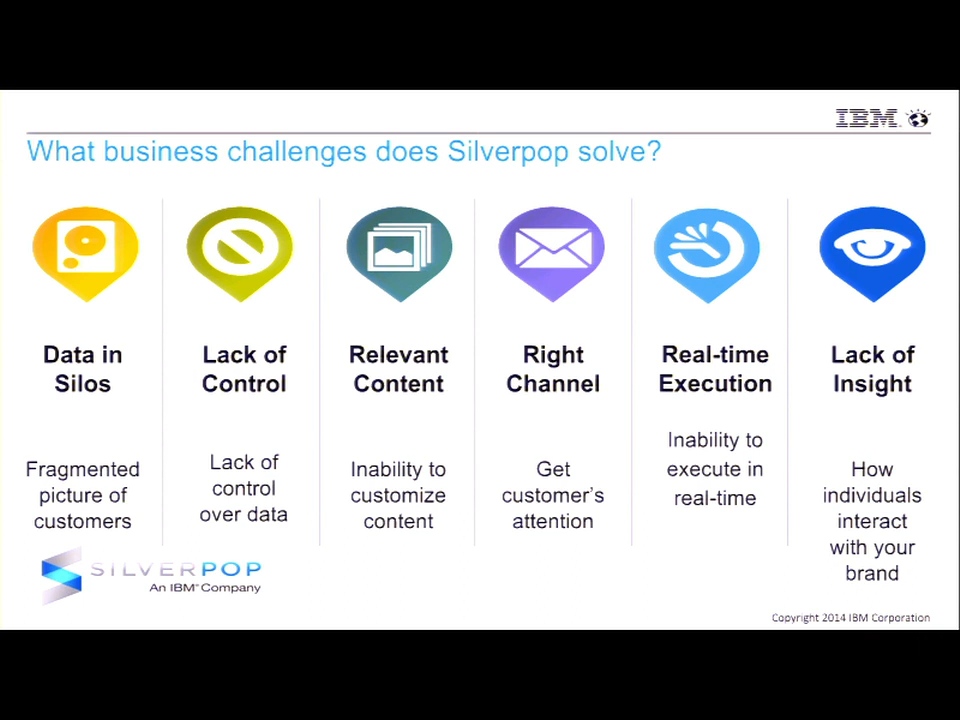 IBM
What business challenges does Silverpop solve?
Data in
Silos
Fragmented
picture of
customers
Lack of
Control
Lack of
control
over data
Relevant
Content
Inability to
customize
content
Right
Channel
Get
customer's
attention
Real-time
Execution
Inability to
execute in
real-time
Lack of
Insight
How
individuals
interact
with your
brand
SILVERPOP
An IBM® Company
Copyright 2014 IBM Corporation